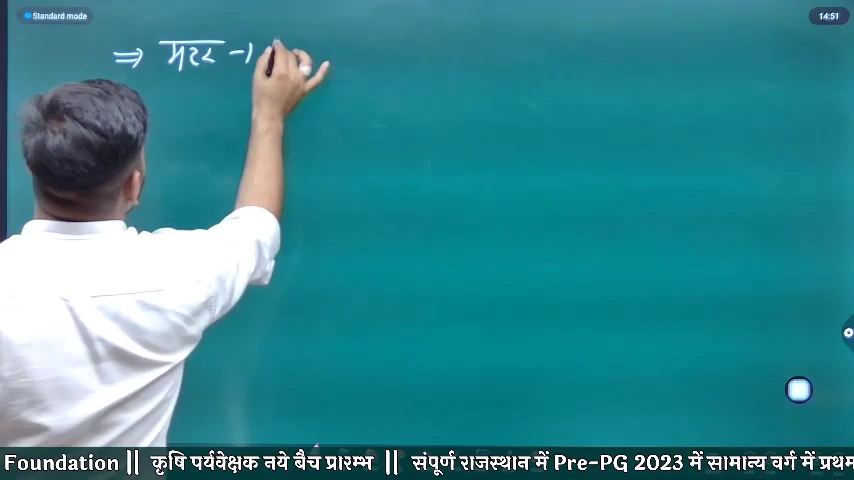 Standard mode
14:51
⇒ मटर -1
Foundation || कृषि पर्यवेक्षक नये बैच प्रारम्भ || संपूर्ण राजस्थान में Pre-PG 2023 में सामान्य वर्ग में प्रथम